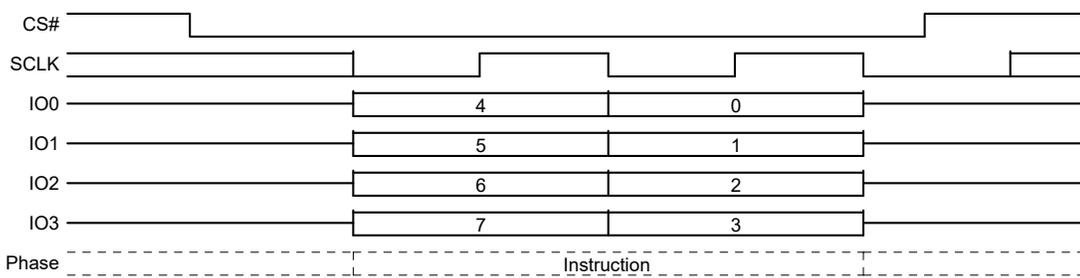 CS#
SCLK
IO0 4 0
IO1 5 1
IO2 6 2
IO3 7 3
Phase Instruction